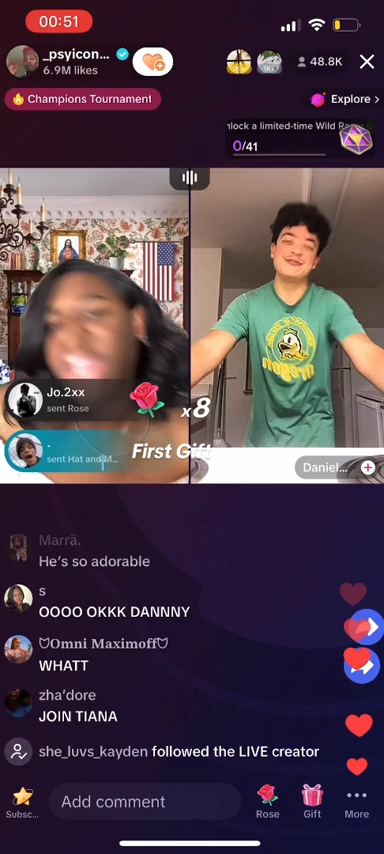 00:51
_psyicon...
6.9M likes
48.8K
Champions Tournament
Explore >
nlock a limited-time Wild
0/41
Jo.2xx
sent Rose
x8
.
sent Hat and M...
First Gift
oregon
Daniel...
Marrä.
He's so adorable
s
OOOO OKKK DANNNY
Omni Maximoff
WHATT
zha'dore
JOIN TIANA
she_luvs_kayden followed the LIVE creator
Subsc...
Add comment
Rose
Gift
More